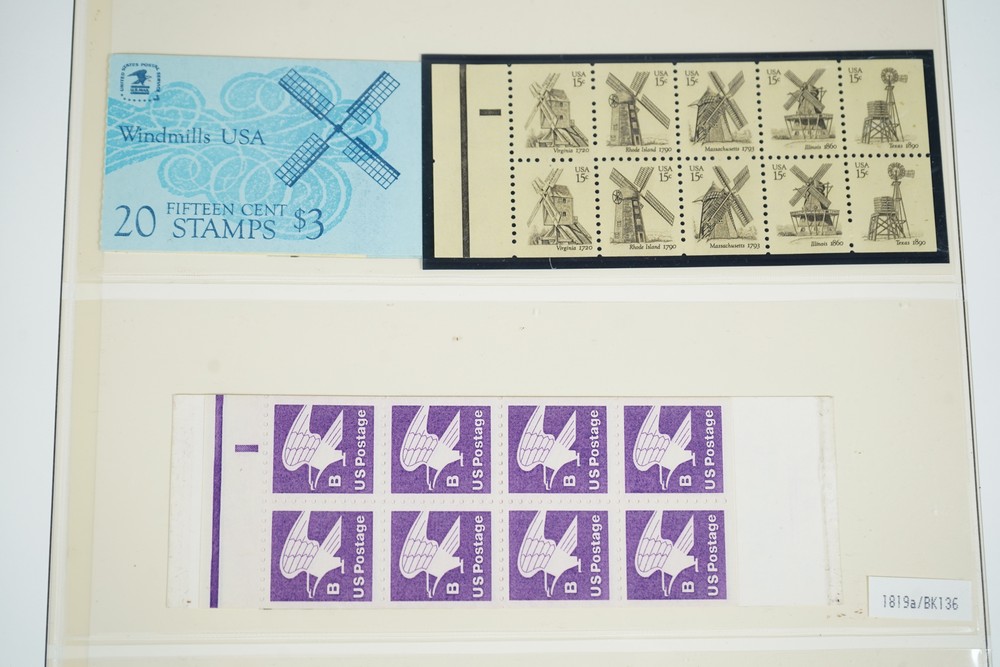 UNITED STATES POSTAL SERVICE
U.S. MAIL
Windmills USA
20 FIFTEEN CENT STAMPS $3
USA 15c
USA 15c
USA 15c
USA 15c
USA 15c
Virginia 1720
Rhode Island 1790
Massachusetts 1793
Illinois 1860
Texas 1890
USA 15c
USA 15c
USA 15c
USA 15c
USA 15c
Virginia 1720
Rhode Island 1790
Massachusetts 1793
Illinois 1860
Texas 1890
B US Postage
B US Postage
B US Postage
B US Postage
B US Postage
B US Postage
B US Postage
B US Postage
1819a/BK136